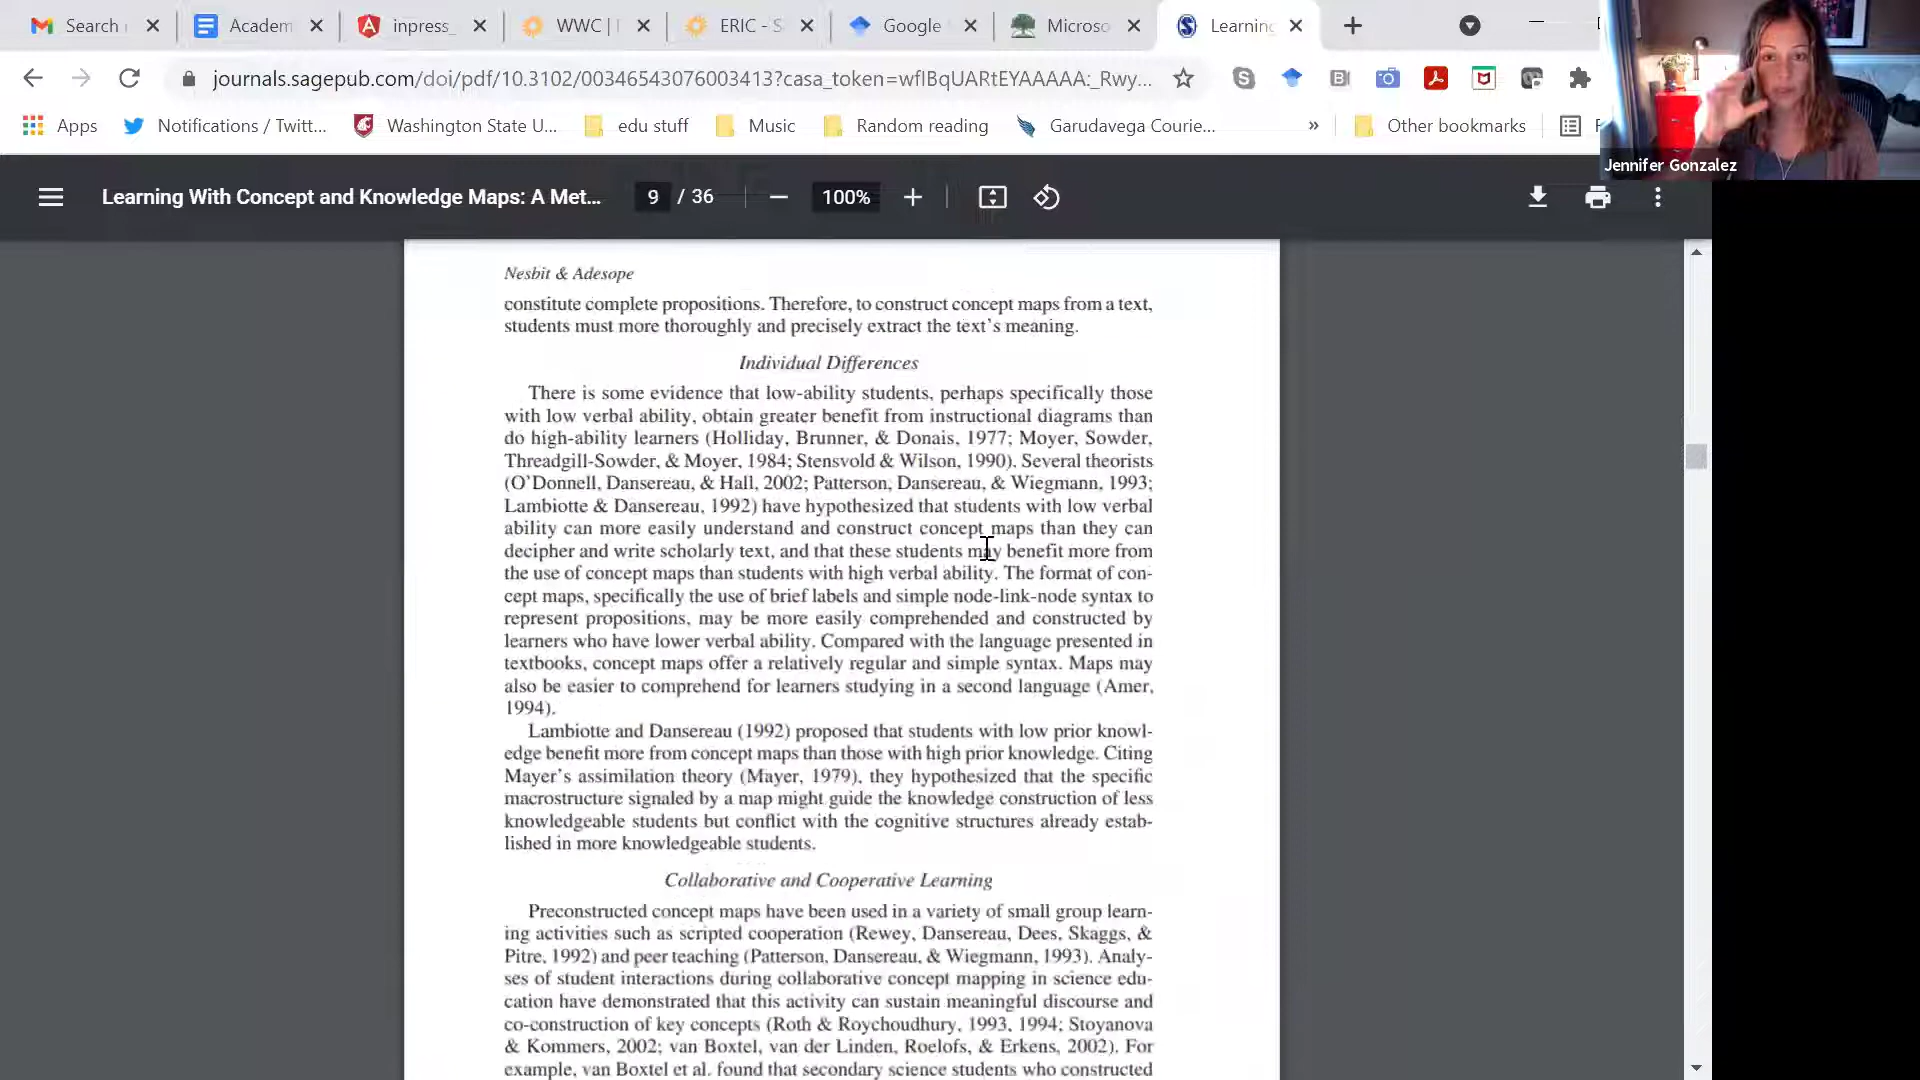 Search
Academ
inpress_
WWC | 
ERIC - S
Google
Microso
Learning
journals.sagepub.com/doi/pdf/10.3102/00346543076003413?casa_token=wfIBqUARtEYAAAAA:_Rwy...
Apps
Notifications / Twitt...
Washington State U...
edu stuff
Music
Random reading
Garudavega Courie...
»
Other bookmarks
Jennifer Gonzalez
Learning With Concept and Knowledge Maps: A Met...
9 / 36
100%
Nesbit & Adesope
constitute complete propositions. Therefore, to construct concept maps from a text,
students must more thoroughly and precisely extract the text's meaning.
Individual Differences
There is some evidence that low-ability students, perhaps specifically those
with low verbal ability, obtain greater benefit from instructional diagrams than
do high-ability learners (Holliday, Brunner, & Donais, 1977; Moyer, Sowder,
Threadgill-Sowder, & Moyer, 1984; Stensvold & Wilson, 1990). Several theorists
(O'Donnell, Dansereau, & Hall, 2002; Patterson, Dansereau, & Wiegmann, 1993;
Lambiotte & Dansereau, 1992) have hypothesized that students with low verbal
ability can more easily understand and construct concept maps than they can
decipher and write scholarly text, and that these students may benefit more from
the use of concept maps than students with high verbal ability. The format of con-
cept maps, specifically the use of brief labels and simple node-link-node syntax to
represent propositions, may be more easily comprehended and constructed by
learners who have lower verbal ability. Compared with the language presented in
textbooks, concept maps offer a relatively regular and simple syntax. Maps may
also be easier to comprehend for learners studying in a second language (Amer,
1994).
Lambiotte and Dansereau (1992) proposed that students with low prior knowl-
edge benefit more from concept maps than those with high prior knowledge. Citing
Mayer's assimilation theory (Mayer, 1979), they hypothesized that the specific
macrostructure signaled by a map might guide the knowledge construction of less
knowledgeable students but conflict with the cognitive structures already estab-
lished in more knowledgeable students.
Collaborative and Cooperative Learning
Preconstructed concept maps have been used in a variety of small group learn-
ing activities such as scripted cooperation (Rewey, Dansereau, Dees, Skaggs, &
Pitre, 1992) and peer teaching (Patterson, Dansereau, & Wiegmann, 1993). Analy-
ses of student interactions during collaborative concept mapping in science edu-
cation have demonstrated that this activity can sustain meaningful discourse and
co-construction of key concepts (Roth & Roychoudhury, 1993, 1994; Stoyanova
& Kommers, 2002; van Boxtel, van der Linden, Roelofs, & Erkens, 2002). For
example, van Boxtel et al. found that secondary science students who constructed